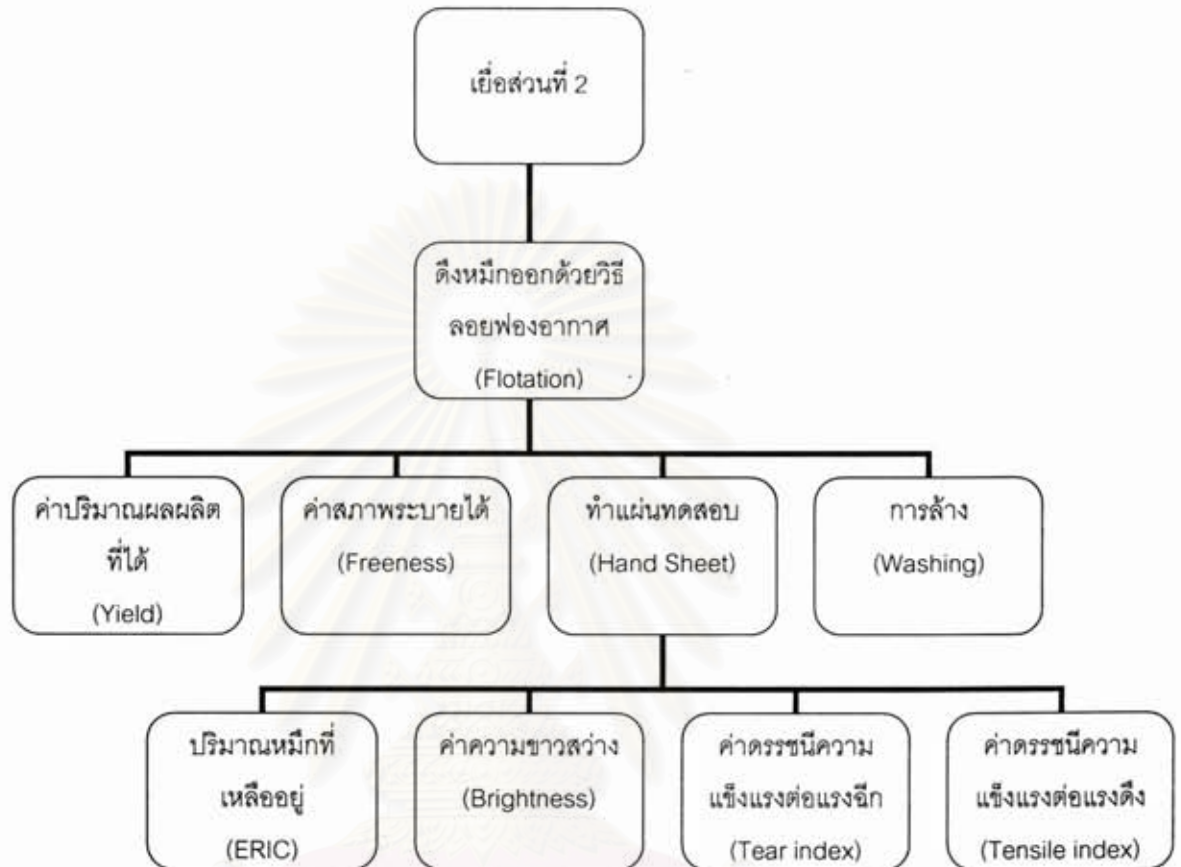 เยื่อส่วนที่ 2
ดึงหมึกออกด้วยวิธี
ลอยฟองอากาศ
(Flotation)
ค่าปริมาณผลผลิต
ที่ได้
(Yield)
ค่าสภาพระบายได้
(Freeness)
ทำแผ่นทดสอบ
(Hand Sheet)
การล้าง
(Washing)
ปริมาณหมึกที่
เหลืออยู่
(ERIC)
ค่าความขาวสว่าง
(Brightness)
ค่าดรรชนีความ
แข็งแรงต่อแรงฉีก
(Tear index)
ค่าดรรชนีความ
แข็งแรงต่อแรงดึง
(Tensile index)